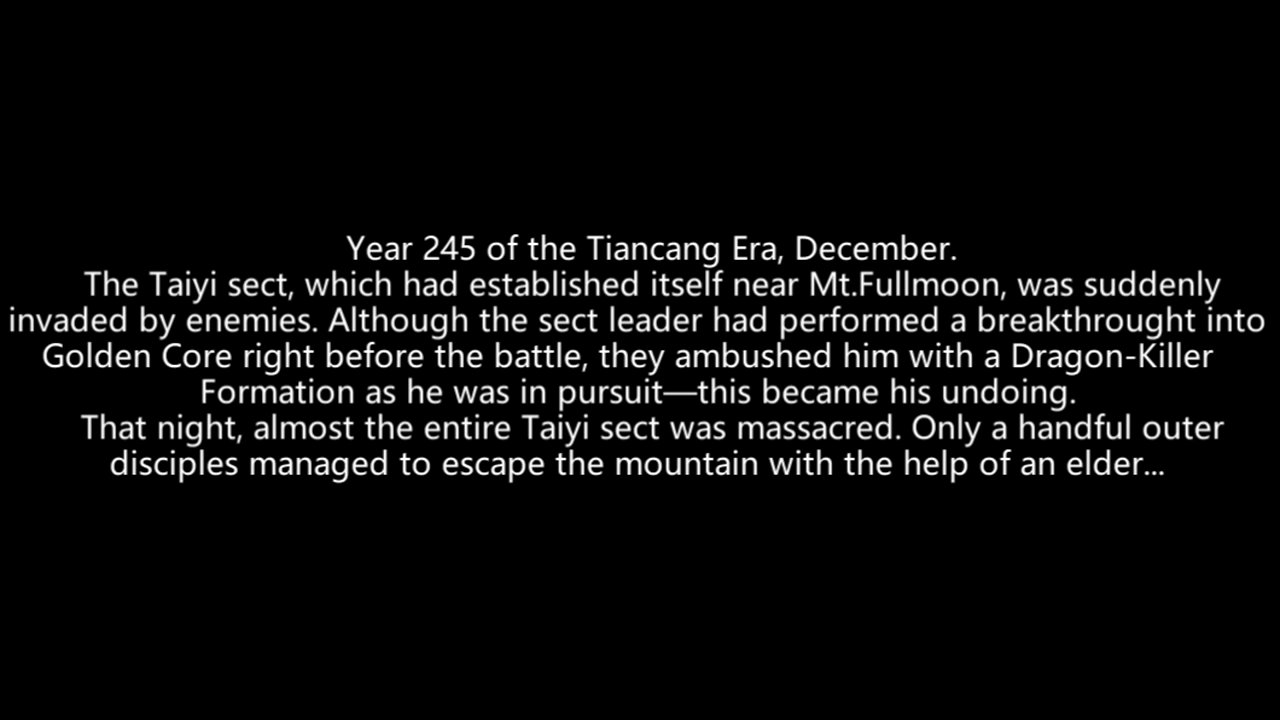 Year 245 of the Tiancang Era, December.
The Taiyi sect, which had established itself near Mt.Fullmoon, was suddenly
invaded by enemies. Although the sect leader had performed a breakthrought into
Golden Core right before the battle, they ambushed him with a Dragon-Killer
Formation as he was in pursuit—this became his undoing.
That night, almost the entire Taiyi sect was massacred. Only a handful outer
disciples managed to escape the mountain with the help of an elder...